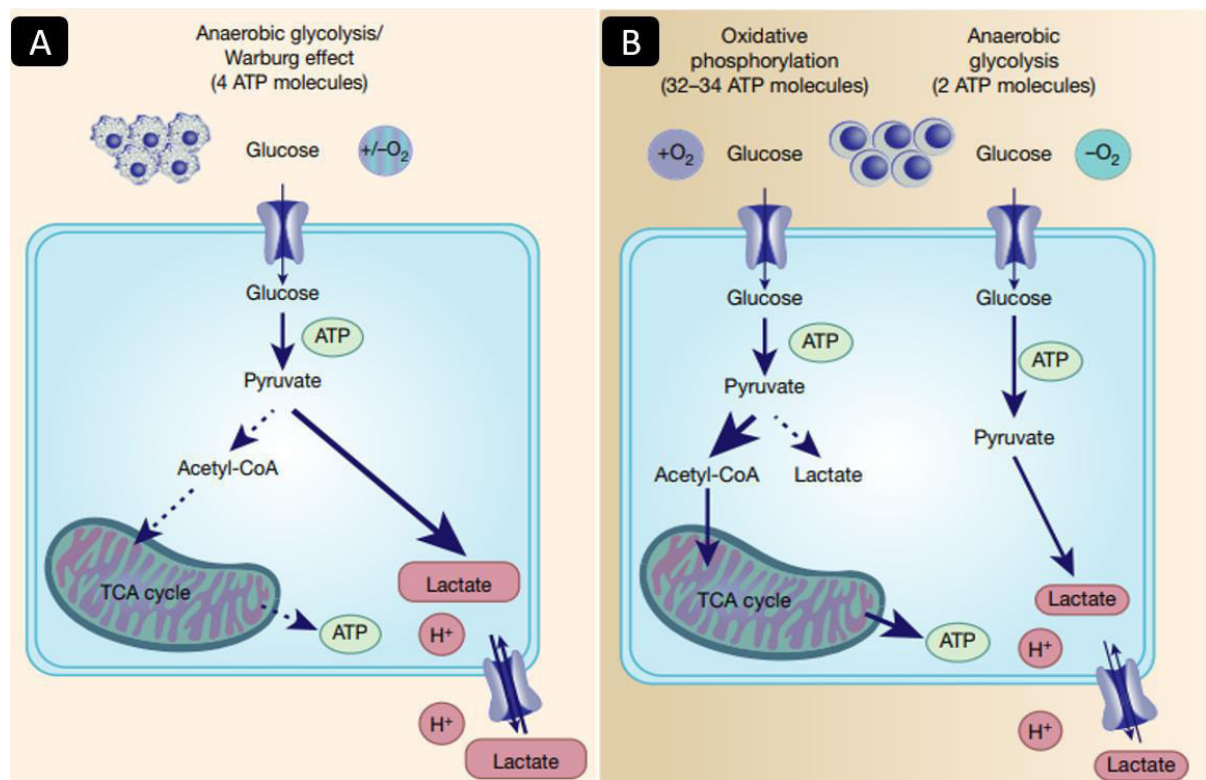 A
Anaerobic glycolysis/
Warburg effect
(4 ATP molecules)
Glucose
+/–O₂
Glucose
ATP
Pyruvate
Acetyl-CoA
TCA cycle
ATP
Lactate
H⁺
H⁺
Lactate
B
Oxidative
phosphorylation
(32–34 ATP molecules)
Anaerobic
glycolysis
(2 ATP molecules)
+O₂
Glucose
Glucose
–O₂
Glucose
ATP
Pyruvate
Acetyl-CoA
Lactate
TCA cycle
ATP
Glucose
ATP
Pyruvate
Lactate
H⁺
H⁺
Lactate